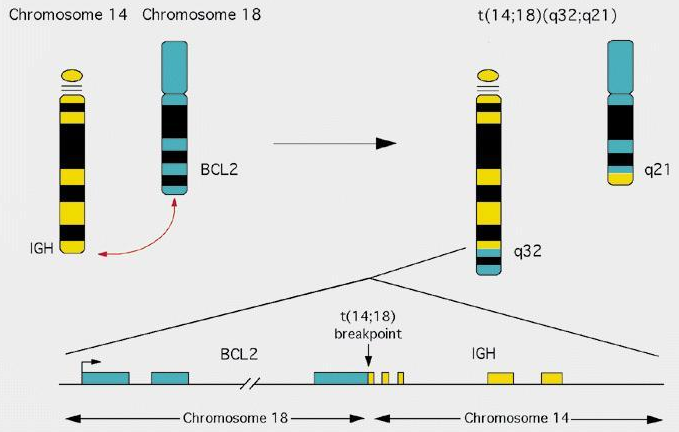 Chromosome 14
Chromosome 18
t(14;18)(q32;q21)
BCL2
q21
IGH
q32
t(14;18)
breakpoint
BCL2
IGH
Chromosome 18
Chromosome 14